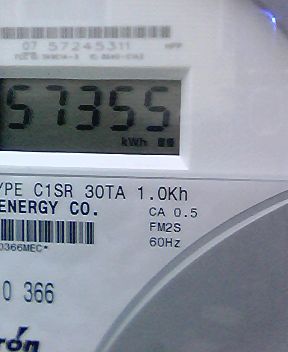 07 57245311
57355
kWh
YPE C1SR 30TA 1.0Kh
ENERGY CO.
CA 0.5
FM2S
60Hz
0366MEC*
0 366
rón